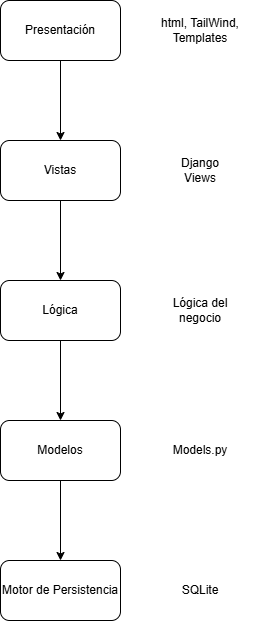 Presentación
html, TailWind,
Templates
Vistas
Django
Views
Lógica
Lógica del
negocio
Modelos
Models.py
Motor de Persistencia
SQLite